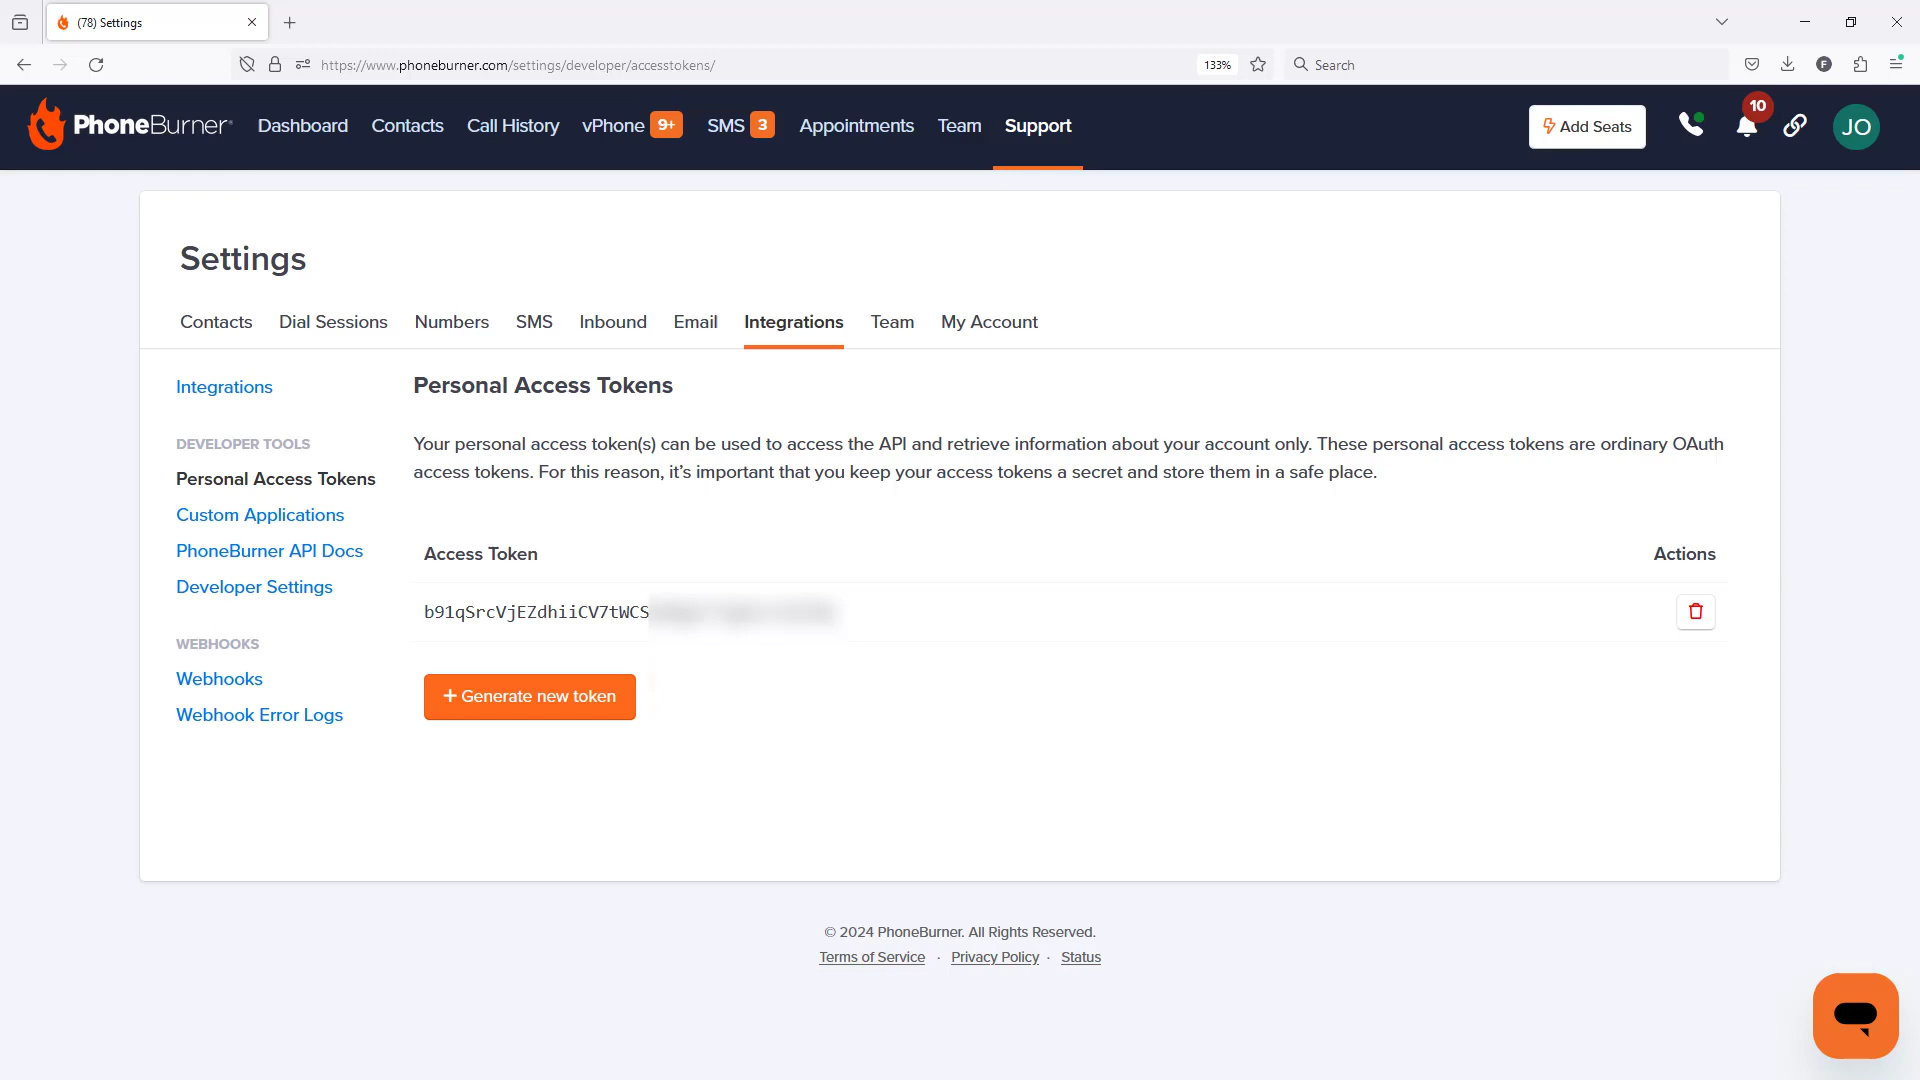 (78) Settings
https://www.phoneburner.com/settings/developer/accesstokens/
133%
Search
F
PhoneBurner
Dashboard
Contacts
Call History
vPhone 9+
SMS 3
Appointments
Team
Support
Add Seats
10
JO
Settings
Contacts
Dial Sessions
Numbers
SMS
Inbound
Email
Integrations
Team
My Account
Integrations
DEVELOPER TOOLS
Personal Access Tokens
Custom Applications
PhoneBurner API Docs
Developer Settings
WEBHOOKS
Webhooks
Webhook Error Logs
Personal Access Tokens
Your personal access token(s) can be used to access the API and retrieve information about your account only. These personal access tokens are ordinary OAuth
access tokens. For this reason, it’s important that you keep your access tokens a secret and store them in a safe place.
Access Token
Actions
b91qSrcVjEZdhiiCV7tWCS
+ Generate new token
© 2024 PhoneBurner. All Rights Reserved.
Terms of Service · Privacy Policy · Status